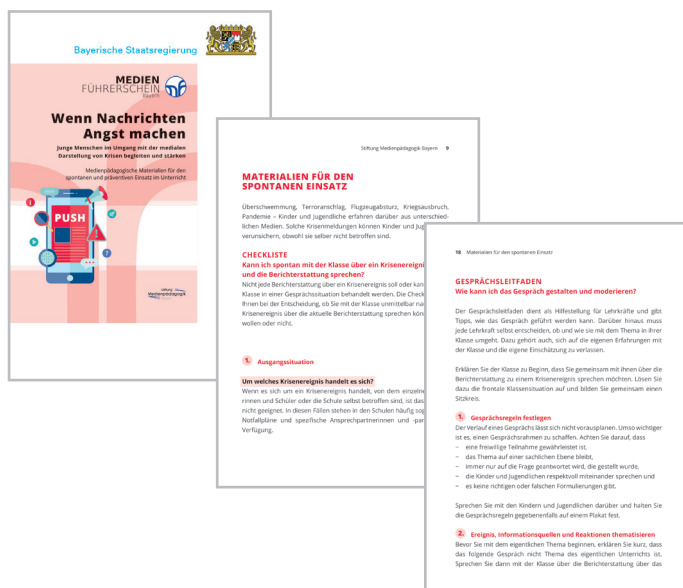 Bayerische Staatsregierung
MEDIEN
FÜHRERSCHEIN
Bayern
Wenn Nachrichten
Angst machen
Junge Menschen im Umgang mit der medialen
Darstellung von Krisen begleiten und stärken
Medienpädagogische Materialien für den
spontanen und präventiven Einsatz im Unterricht
PUSH
Stiftung
Medienpädagogik
Stiftung Medienpädagogik Bayern 9
MATERIALIEN FÜR DEN
SPONTANEN EINSATZ
Überschwemmung, Terroranschlag, Flugzeugabsturz, Kriegsausbruch,
Pandemie – Kinder und Jugendliche erfahren darüber aus unterschied-
lichen Medien. Solche Krisenmeldungen können Kinder und Jug
verunsichern, obwohl sie selber nicht betroffen sind.
CHECKLISTE
Kann ich spontan mit der Klasse über ein Krisenereigni
und die Berichterstattung sprechen?
Nicht jede Berichterstattung über ein Krisenereignis soll oder kan
Klasse in einer Gesprächssituation behandelt werden. Die Check
Ihnen bei der Entscheidung, ob Sie mit der Klasse unmittelbar na
Krisenereignis über die aktuelle Berichterstattung sprechen kön
wollen oder nicht.
1. Ausgangssituation
Um welches Krisenereignis handelt es sich?
Wenn es sich um ein Krisenereignis handelt, von dem einzelne
rinnen und Schüler oder die Schule selbst betroffen sind, ist das
nicht geeignet. In diesen Fällen stehen in den Schulen häufig sog
Notfallpläne und spezifische Ansprechpartnerinnen und -par
Verfügung.
18 Materialien für den spontanen Einsatz
GESPRÄCHSLEITFADEN
Wie kann ich das Gespräch gestalten und moderieren?
Der Gesprächsleitfaden dient als Hilfestellung für Lehrkräfte und gibt
Tipps, wie das Gespräch geführt werden kann. Darüber hinaus muss
jede Lehrkraft selbst entscheiden, ob und wie sie mit dem Thema in ihrer
Klasse umgeht. Dazu gehört auch, sich auf die eigenen Erfahrungen mit
der Klasse und die eigene Einschätzung zu verlassen.
Erklären Sie der Klasse zu Beginn, dass Sie gemeinsam mit ihnen über die
Berichterstattung zu einem Krisenereignis sprechen möchten. Lösen Sie
dazu die frontale Klassensituation auf und bilden Sie gemeinsam einen
Sitzkreis.
1. Gesprächsregeln festlegen
Der Verlauf eines Gesprächs lässt sich nicht vorausplanen. Umso wichtiger
ist es, einen Gesprächsrahmen zu schaffen. Achten Sie darauf, dass
– eine freiwillige Teilnahme gewährleistet ist,
– das Thema auf einer sachlichen Ebene bleibt,
– immer nur auf die Frage geantwortet wird, die gestellt wurde,
– die Kinder und Jugendlichen respektvoll miteinander sprechen und
– es keine richtigen oder falschen Formulierungen gibt.
Sprechen Sie mit den Kindern und Jugendlichen darüber und halten Sie
die Gesprächsregeln gegebenenfalls auf einem Plakat fest.
2. Ereignis, Informationsquellen und Reaktionen thematisieren
Bevor Sie mit dem eigentlichen Thema beginnen, erklären Sie kurz, dass
das folgende Gespräch nicht Thema des eigentlichen Unterrichts ist.
Sprechen Sie dann mit der Klasse über die Berichterstattung über das